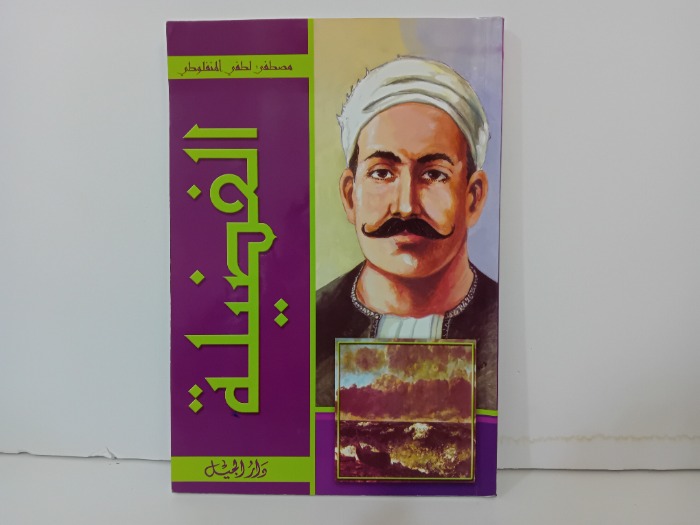 مصطفى لطفي المنفلوطي
الفضيلة
دار الجيل